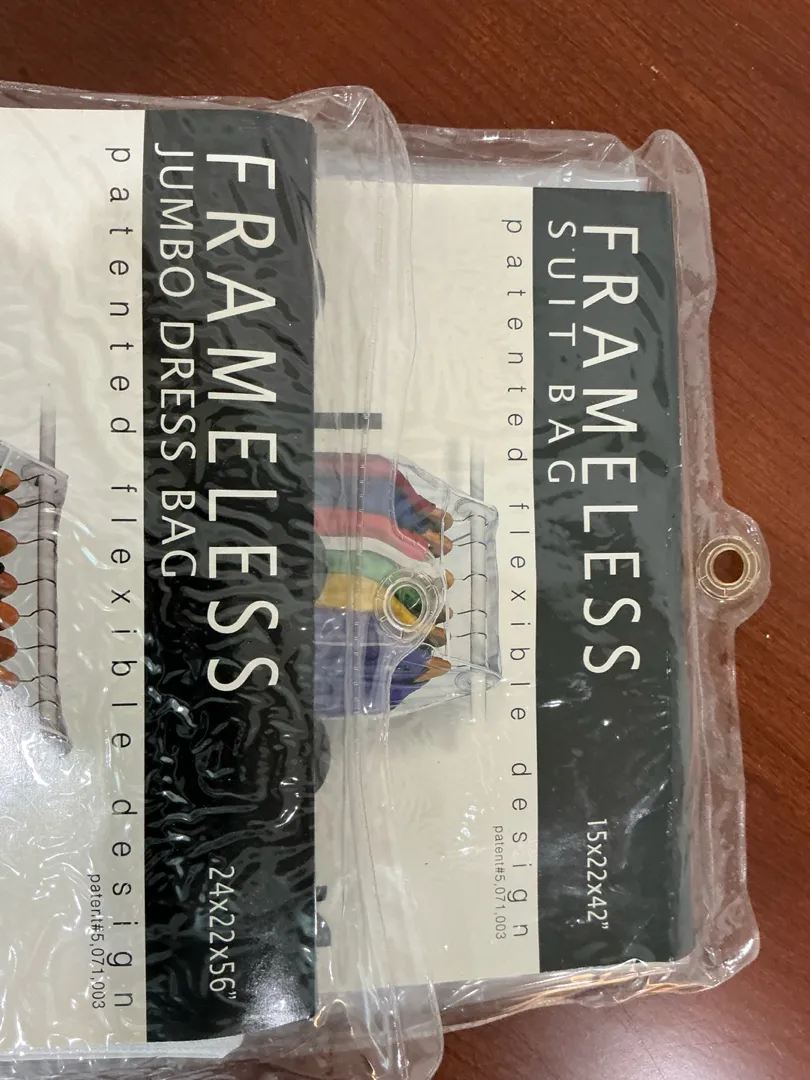 FRAMELESS
JUMBO DRESS BAG
24x22x56"
patented flexible design
patent#5,071,003
FRAMELESS
SUIT BAG
15x22x42"
patented flexible design
patent#5,071,003